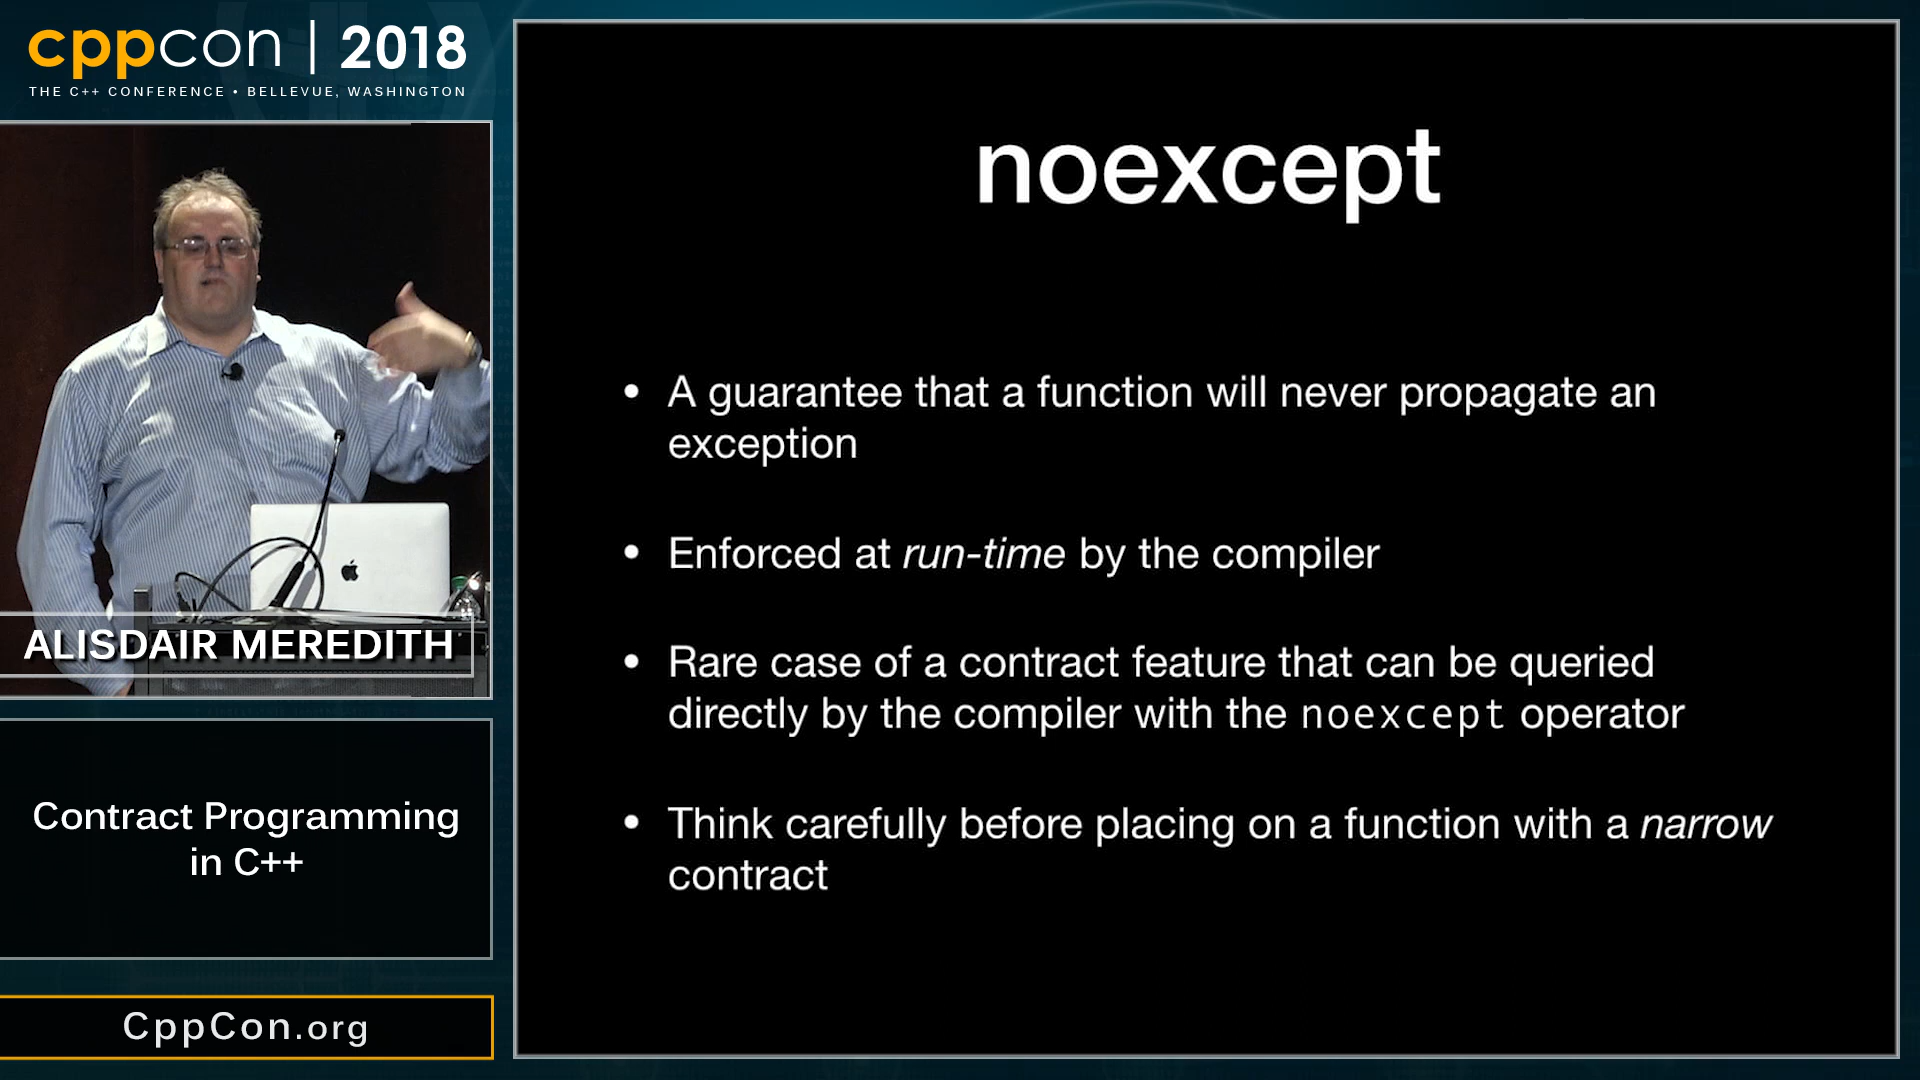 cppcon | 2018
THE C++ CONFERENCE • BELLEVUE, WASHINGTON
ALISDAIR MEREDITH
Contract Programming
in C++
CppCon.org
noexcept
• A guarantee that a function will never propagate an
exception
• Enforced at run-time by the compiler
• Rare case of a contract feature that can be queried
directly by the compiler with the noexcept operator
• Think carefully before placing on a function with a narrow
contract